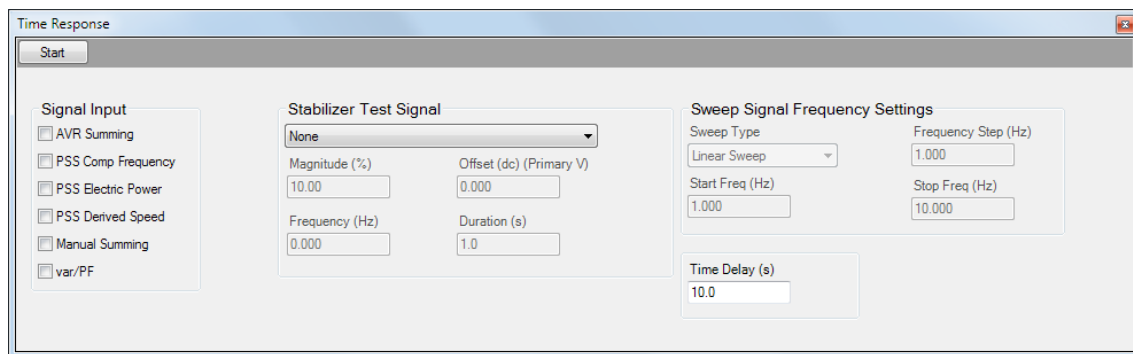 Time Response
Start
Signal Input
AVR Summing
PSS Comp Frequency
PSS Electric Power
PSS Derived Speed
Manual Summing
var/PF
Stabilizer Test Signal
None
Magnitude (%) Offset (dc) (Primary V)
10.00 0.000
Frequency (Hz) Duration (s)
0.000 1.0
Sweep Signal Frequency Settings
Sweep Type Frequency Step (Hz)
Linear Sweep 1.000
Start Freq (Hz) Stop Freq (Hz)
1.000 10.000
Time Delay (s)
10.0